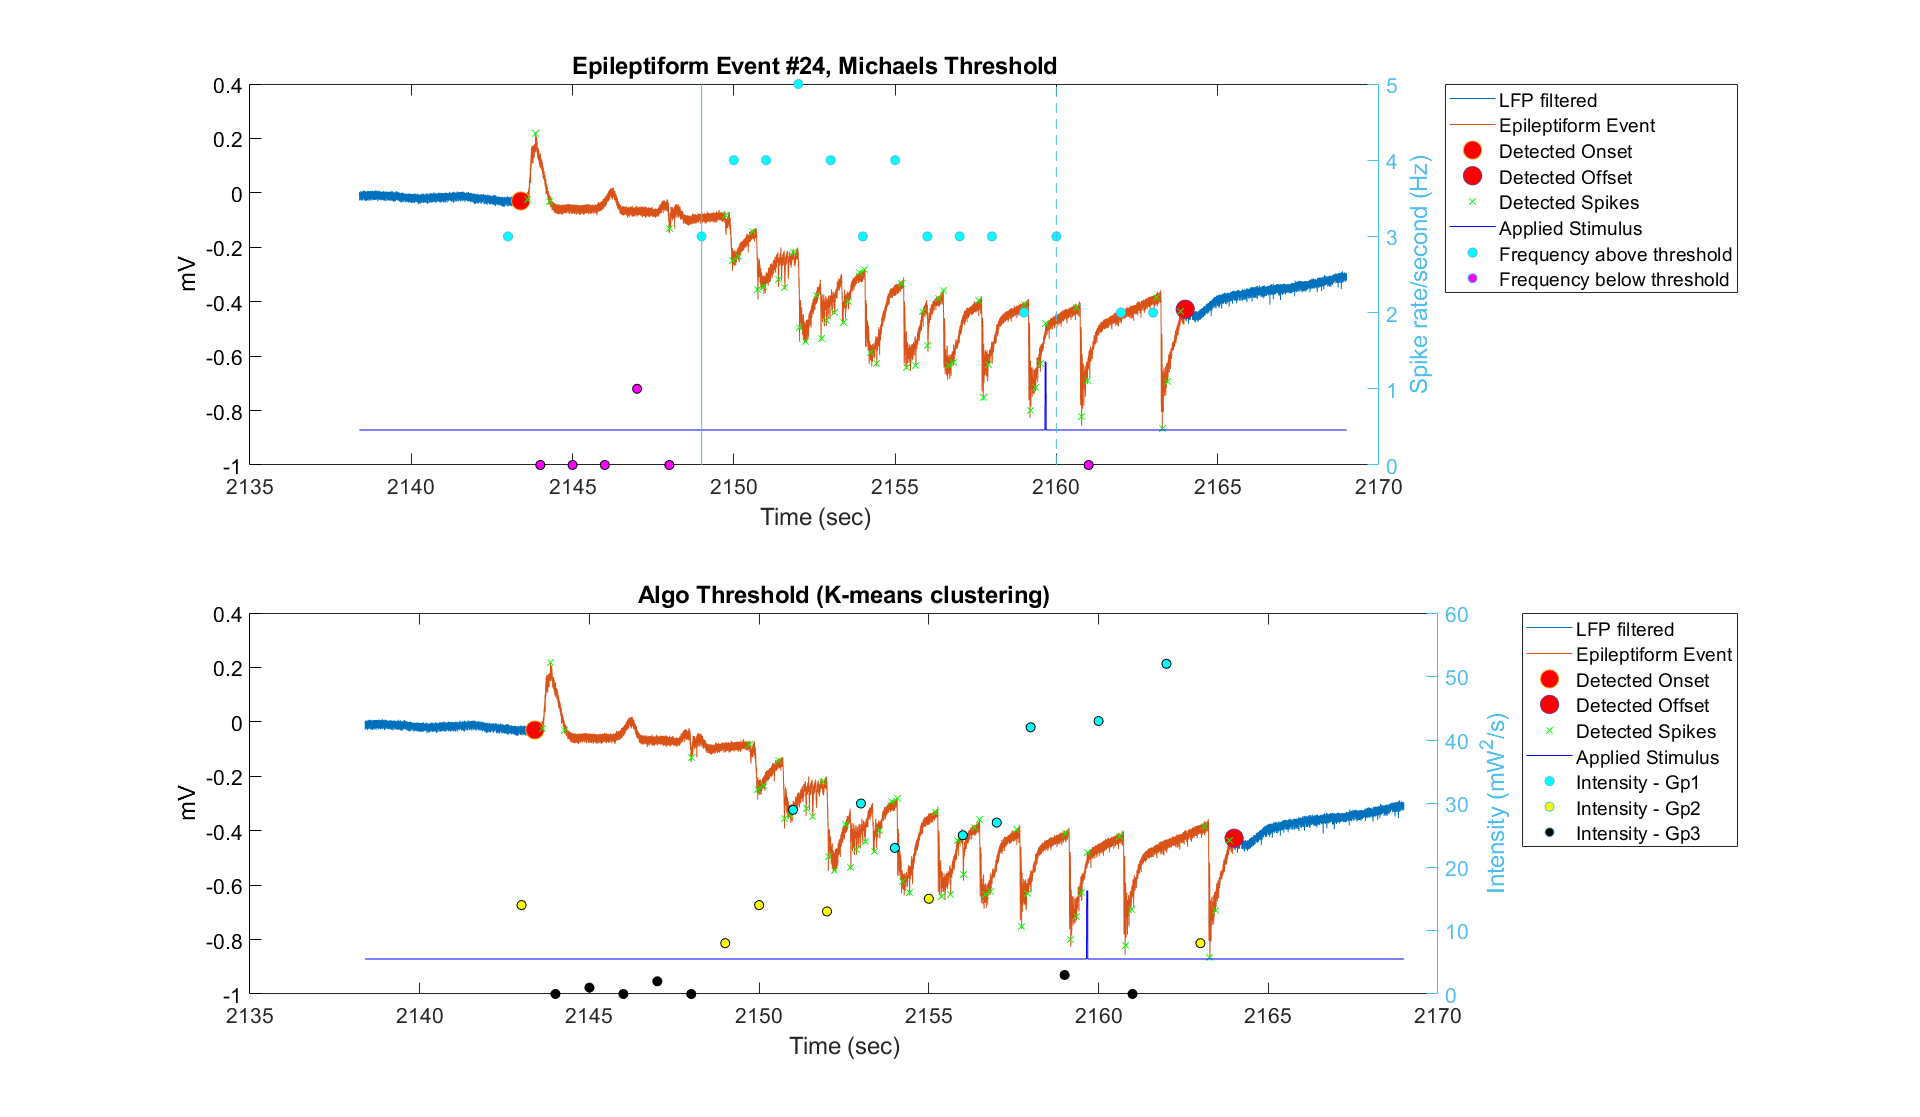 Epileptiform Event #24, Michaels Threshold
0.4
0.2
0
-0.2
-0.4
-0.6
-0.8
-1
mV
2135 2140 2145 2150 2155 2160 2165 2170
Time (sec)
5
4
3
2
1
0
Spike rate/second (Hz)
LFP filtered
Epileptiform Event
Detected Onset
Detected Offset
Detected Spikes
Applied Stimulus
Frequency above threshold
Frequency below threshold
Algo Threshold (K-means clustering)
0.4
0.2
0
-0.2
-0.4
-0.6
-0.8
-1
mV
2135 2140 2145 2150 2155 2160 2165 2170
Time (sec)
60
50
40
30
20
10
0
Intensity (mW²/s)
LFP filtered
Epileptiform Event
Detected Onset
Detected Offset
Detected Spikes
Applied Stimulus
Intensity - Gp1
Intensity - Gp2
Intensity - Gp3